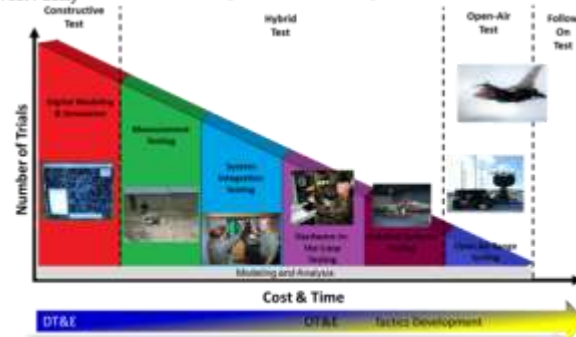 Constructive
Test
Hybrid
Test
Open-Air
Test
Follow
On
Test
Number of Trials
Digital Modeling
& Simulation
Measurement
Testing
System
Integration
Testing
Hardware-in-
the-Loop
Testing
Testing
Open-Air Range
Testing
Modeling and Analysis
Cost & Time
DT&E
OT&E
Tactics Development